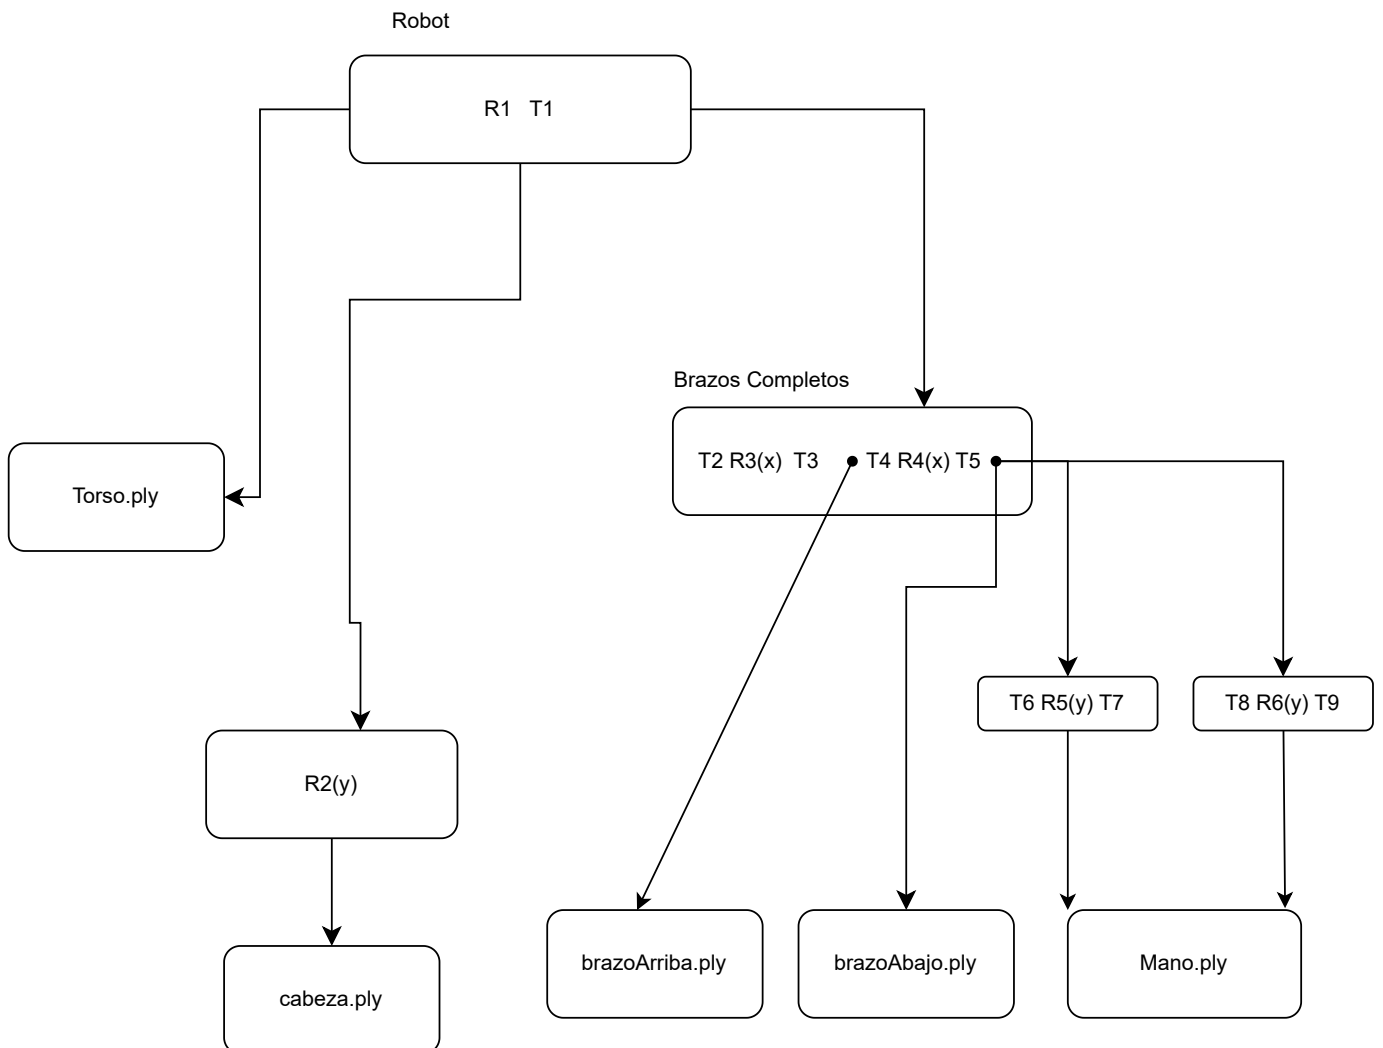 Robot
R1 T1
Brazos Completos
T2 R3(x) T3 T4 R4(x) T5
Torso.ply
T6 R5(y) T7
T8 R6(y) T9
R2(y)
brazoArriba.ply
brazoAbajo.ply
Mano.ply
cabeza.ply